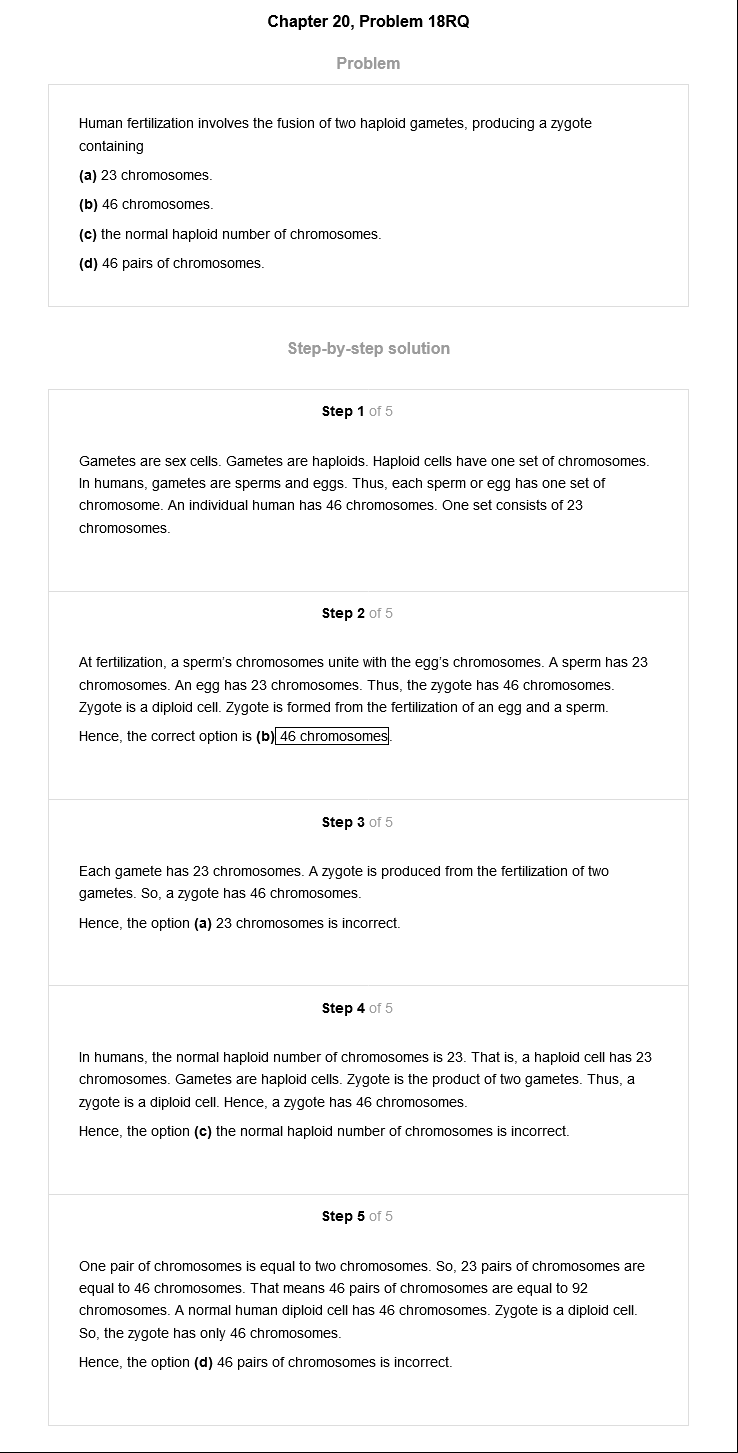 Chapter 20, Problem 18RQ
Problem
Human fertilization involves the fusion of two haploid gametes, producing a zygote
containing
(a) 23 chromosomes.
(b) 46 chromosomes.
(c) the normal haploid number of chromosomes.
(d) 46 pairs of chromosomes.
Step-by-step solution
Step 1 of 5
Gametes are sex cells. Gametes are haploids. Haploid cells have one set of chromosomes.
In humans, gametes are sperms and eggs. Thus, each sperm or egg has one set of
chromosome. An individual human has 46 chromosomes. One set consists of 23
chromosomes.
Step 2 of 5
At fertilization, a sperm's chromosomes unite with the egg's chromosomes. A sperm has 23
chromosomes. An egg has 23 chromosomes. Thus, the zygote has 46 chromosomes.
Zygote is a diploid cell. Zygote is formed from the fertilization of an egg and a sperm.
Hence, the correct option is (b) 46 chromosomes.
Step 3 of 5
Each gamete has 23 chromosomes. A zygote is produced from the fertilization of two
gametes. So, a zygote has 46 chromosomes.
Hence, the option (a) 23 chromosomes is incorrect.
Step 4 of 5
In humans, the normal haploid number of chromosomes is 23. That is, a haploid cell has 23
chromosomes. Gametes are haploid cells. Zygote is the product of two gametes. Thus, a
zygote is a diploid cell. Hence, a zygote has 46 chromosomes.
Hence, the option (c) the normal haploid number of chromosomes is incorrect.
Step 5 of 5
One pair of chromosomes is equal to two chromosomes. So, 23 pairs of chromosomes are
equal to 46 chromosomes. That means 46 pairs of chromosomes are equal to 92
chromosomes. A normal human diploid cell has 46 chromosomes. Zygote is a diploid cell.
So, the zygote has only 46 chromosomes.
Hence, the option (d) 46 pairs of chromosomes is incorrect.